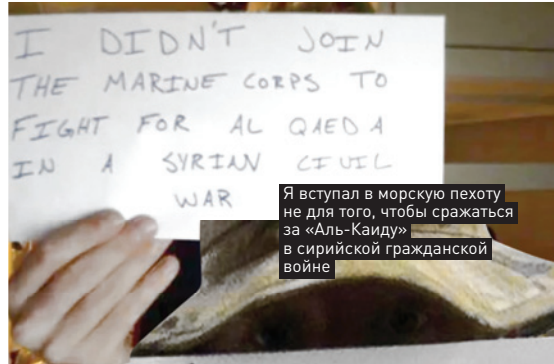 I DIDN'T JOIN
THE MARINE CORPS TO
FIGHT FOR AL QAEDA
IN A SYRIAN CIVIL
WAR
Я вступал в морскую пехоту
не для того, чтобы сражаться
за «Аль-Каиду»
в сирийской гражданской
войне